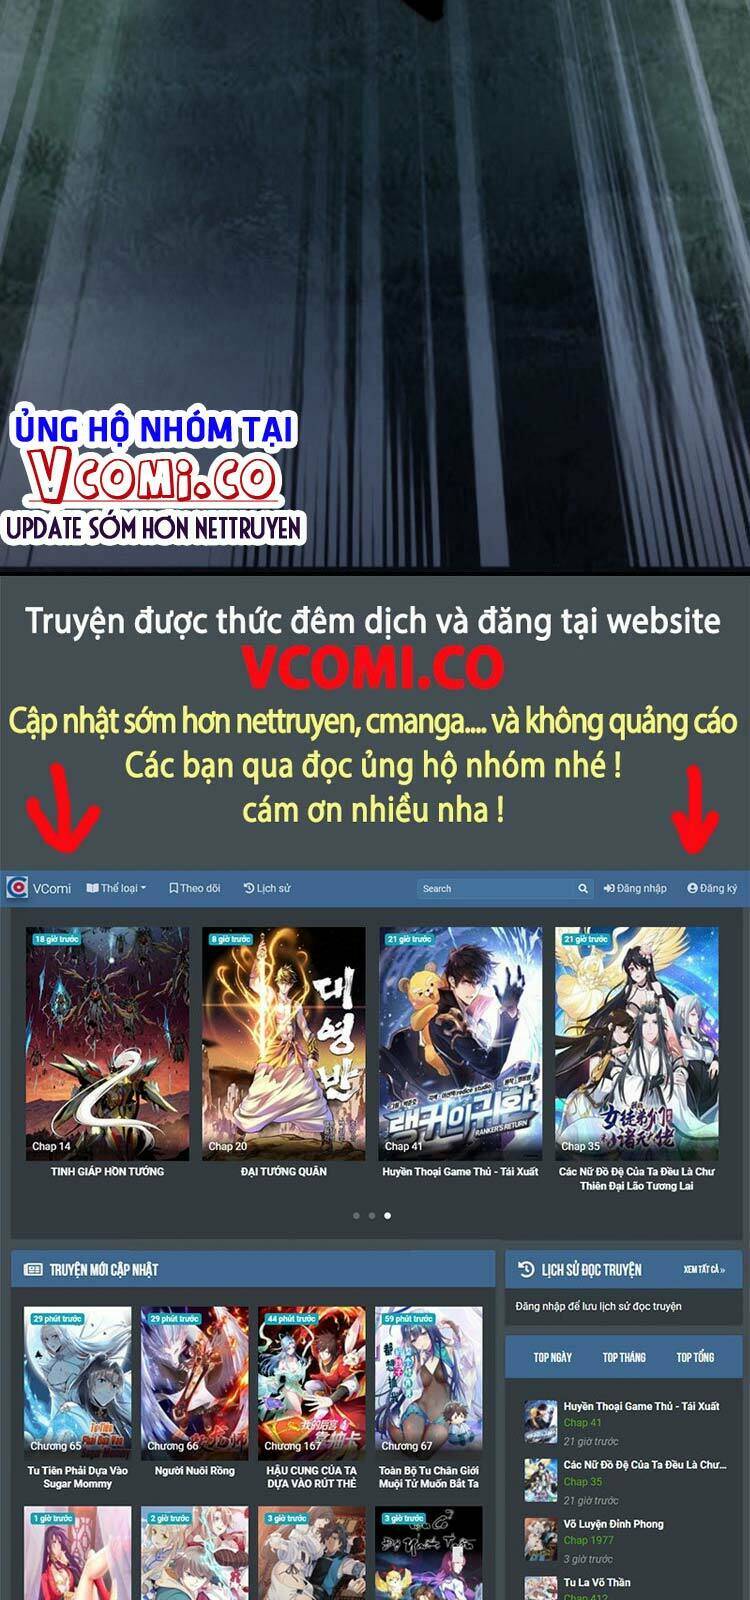 ỦNG HỘ NHÓM TẠI
VCOMI.CO
UPDATE SỚM HƠN NETTRUYEN
Truyện được thức đêm dịch và đăng tại website
VCOMI.CO
Cập nhật sớm hơn nettruyen, cmanga.... và không quảng cáo
Các bạn qua đọc ủng hộ nhóm nhé !
cám ơn nhiều nha !
VComi Thể loại Theo dõi Lịch sử Search Đăng nhập Đăng ký
18 giờ trước 8 giờ trước 21 giờ trước 21 giờ trước
대영반
랭커의 귀환
RANKER'S RETURN
Chap 14 Chap 20 Chap 41 Chap 35
TINH GIÁP HỒN TƯỚNG ĐẠI TƯỚNG QUÂN Huyền Thoại Game Thủ - Tái Xuất Các Nữ Đồ Đệ Của Ta Đều Là Chư
Thiên Đại Lão Tương Lai
TRUYỆN MỚI CẬP NHẬT
LỊCH SỬ ĐỌC TRUYỆN XEM TẤT CẢ »
Đăng nhập để lưu lịch sử đọc truyện
29 phút trước 29 phút trước 44 phút trước 59 phút trước
Chương 65 Chương 66 Chương 167 Chương 67
Tu Tiên Phải Dựa Vào
Sugar Mommy
Người Nuôi Rồng
HẬU CUNG CỦA TA
DỰA VÀO RÚT THẺ
Toàn Bộ Tu Chân Giới
Muội Tử Muốn Bắt Ta
TOP NGÀY TOP THÁNG TOP TỔNG
Huyền Thoại Game Thủ - Tái Xuất
Chap 41
21 giờ trước
Các Nữ Đồ Đệ Của Ta Đều Là Chư...
Chap 35
21 giờ trước
Võ Luyện Đỉnh Phong
Chap 1977
3 giờ trước
Tu La Võ Thần
Chap 412
1 giờ trước 2 giờ trước 3 giờ trước 3 giờ trước